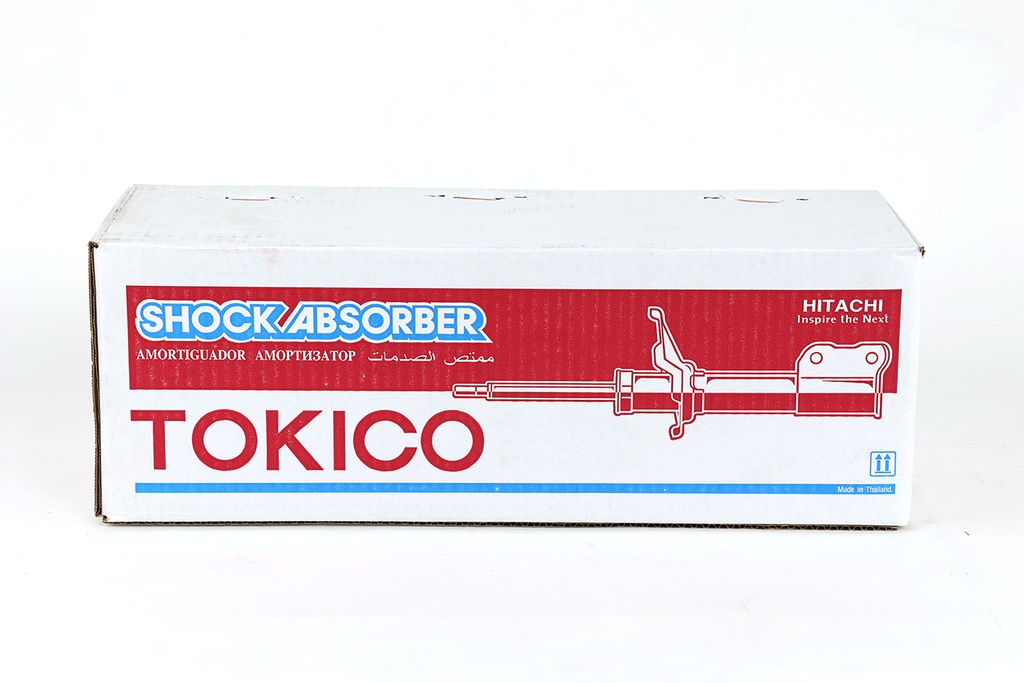 SHOCK ABSORBER
HITACHI
Inspire the Next
AMORTIGUADOR АМОРТИЗАТОР ممتص الصدمات
TOKICO
Made in Thailand.